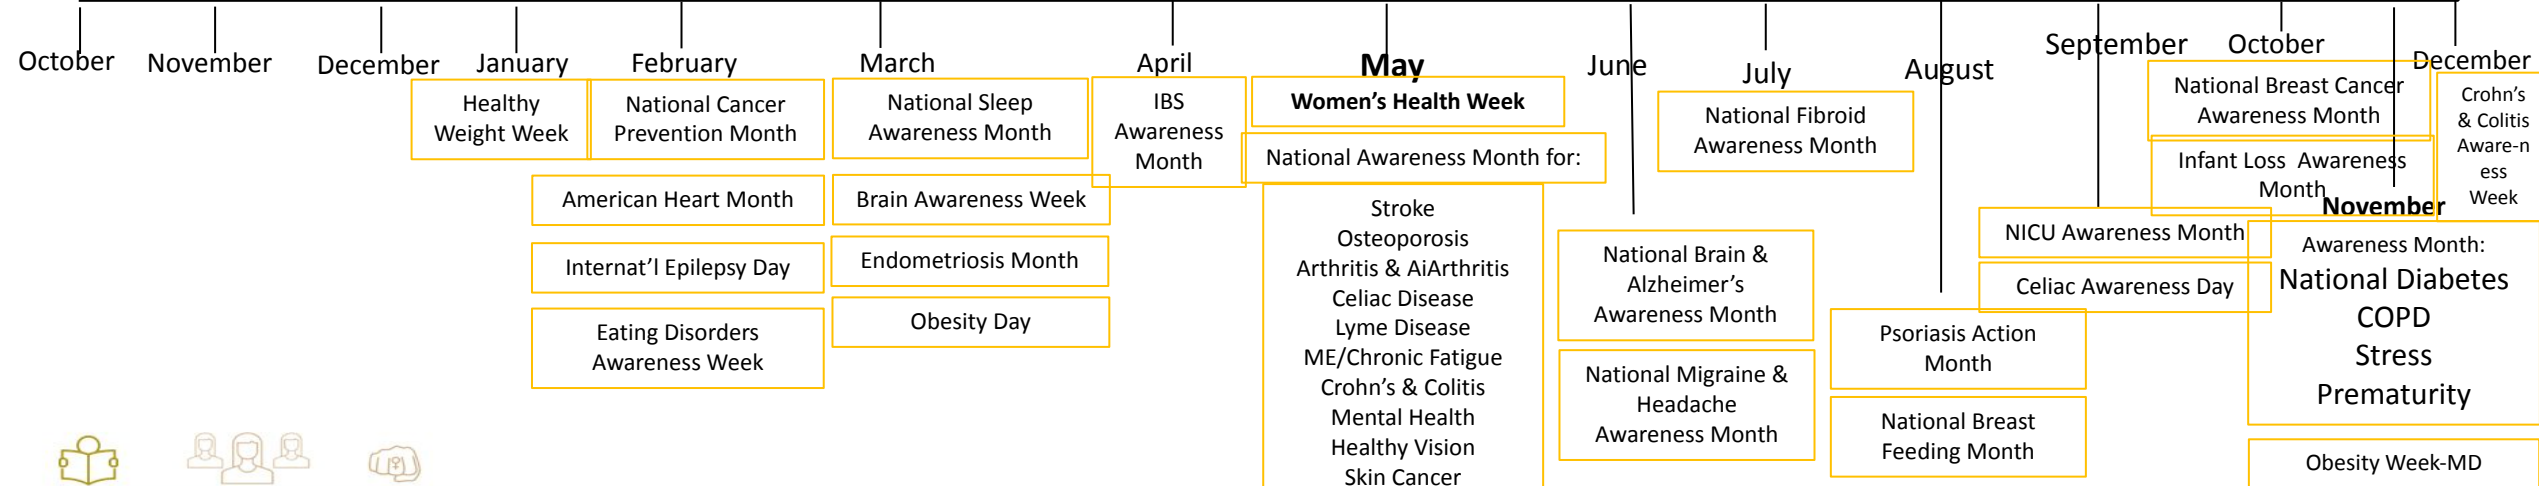 October
November
December
January
February
March
April
May
June
July
August
September
October
December
Healthy
Weight Week
National Cancer
Prevention Month
American Heart Month
Internat'l Epilepsy Day
Eating Disorders
Awareness Week
National Sleep
Awareness Month
Brain Awareness Week
Endometriosis Month
Obesity Day
IBS
Awareness
Month
Women's Health Week
National Awareness Month for:
Stroke
Osteoporosis
Arthritis & AiArthritis
Celiac Disease
Lyme Disease
ME/Chronic Fatigue
Crohn's & Colitis
Mental Health
Healthy Vision
Skin Cancer
National Brain &
Alzheimer's
Awareness Month
National Migraine &
Headache
Awareness Month
National Fibroid
Awareness Month
Psoriasis Action
Month
National Breast
Feeding Month
NICU Awareness Month
Celiac Awareness Day
National Breast Cancer
Awareness Month
Infant Loss  Awareness
Month
November
Awareness Month:
National Diabetes
COPD
Stress
Prematurity
Obesity Week-MD
Crohn's
& Colitis
Aware-n
ess
Week